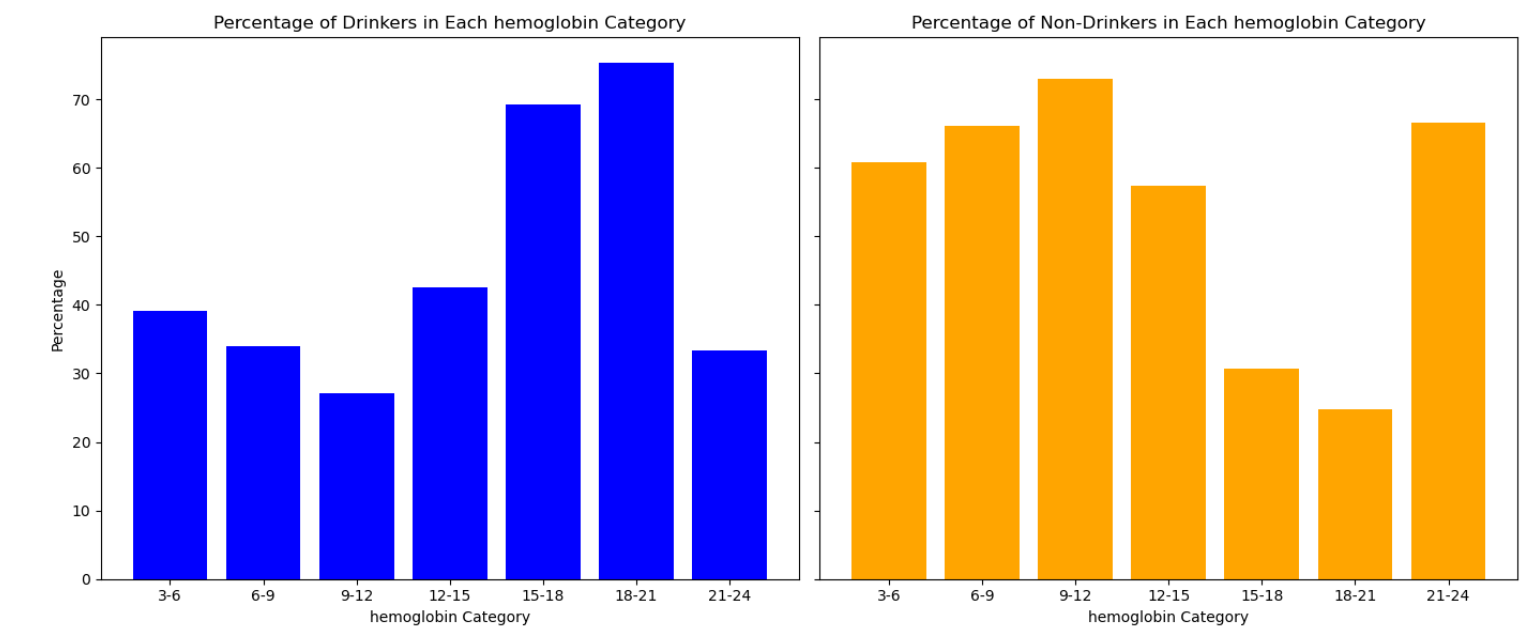 Percentage of Drinkers in Each hemoglobin Category
Percentage
70
60
50
40
30
20
10
0
3-6 6-9 9-12 12-15 15-18 18-21 21-24
hemoglobin Category
Percentage of Non-Drinkers in Each hemoglobin Category
3-6 6-9 9-12 12-15 15-18 18-21 21-24
hemoglobin Category